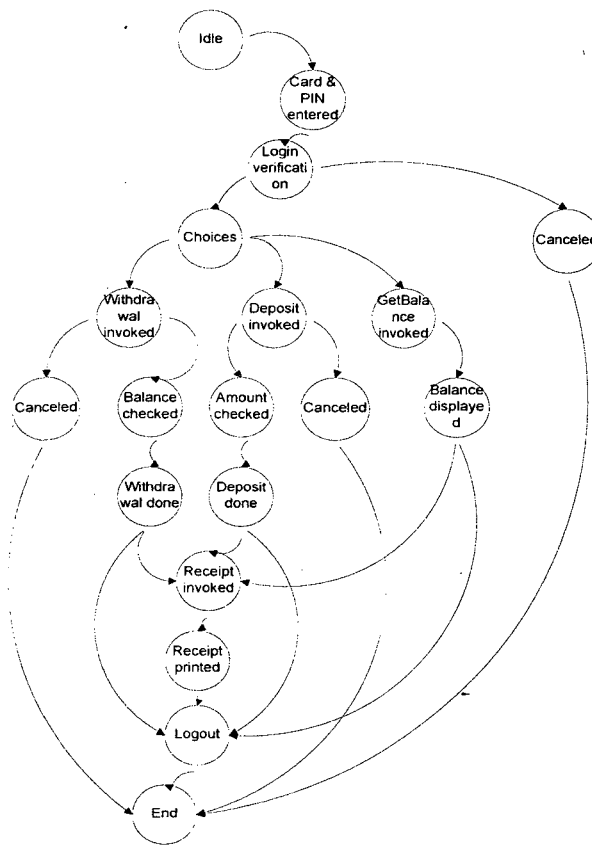 Idle
Card &
PIN
entered
Login
verificati
on
Choices
Canceled
Withdra
wal
invoked
Deposit
invoked
GetBala
nce
invoked
Canceled
Balance
checked
Amount
checked
Canceled
Balance
displaye
d
Withdra
wal done
Deposit
done
Receipt
invoked
Receipt
printed
Logout
End